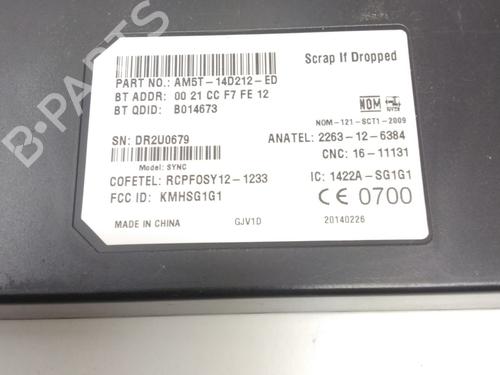 Scrap If Dropped
PART NO.: AM5T-14D212-ED
BT ADDR: 00 21 CC F7 FE 12
BT QDID: B014673
NOM
NYCE
NOM-121-SCT1-2009
SN: DR2U0679
ANATEL: 2263-12-6384
Model: SYNC
CNC: 16-11131
COFETEL: RCPFOSY12-1233
IC: 1422A-SG1G1
FCC ID: KMHSG1G1
CE 0700
MADE IN CHINA
GJV1D
20140226
B-PARTS